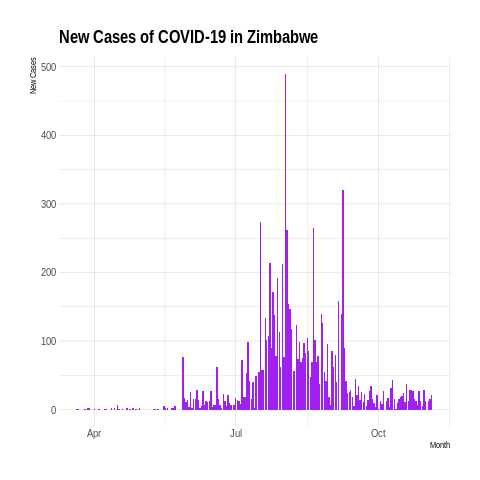 New Cases of COVID-19 in Zimbabwe
New Cases
500
400
300
200
100
0
Apr
Jul
Oct
Month